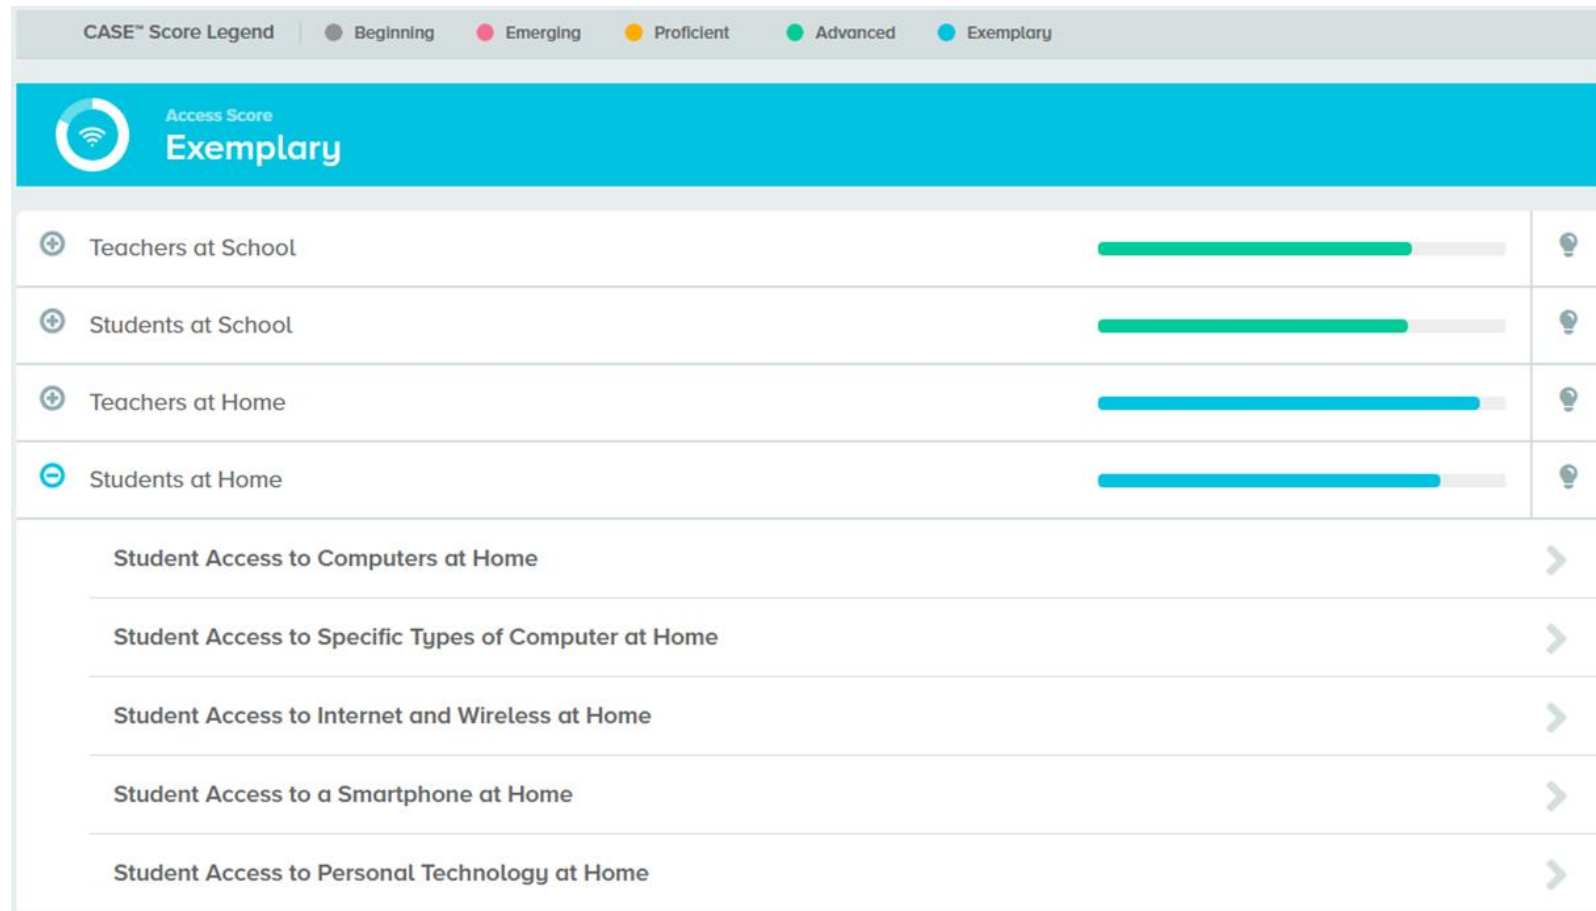 CASE™ Score Legend Beginning Emerging Proficient Advanced Exemplary
Access Score
Exemplary
Teachers at School
Students at School
Teachers at Home
Students at Home
Student Access to Computers at Home
Student Access to Specific Types of Computer at Home
Student Access to Internet and Wireless at Home
Student Access to a Smartphone at Home
Student Access to Personal Technology at Home